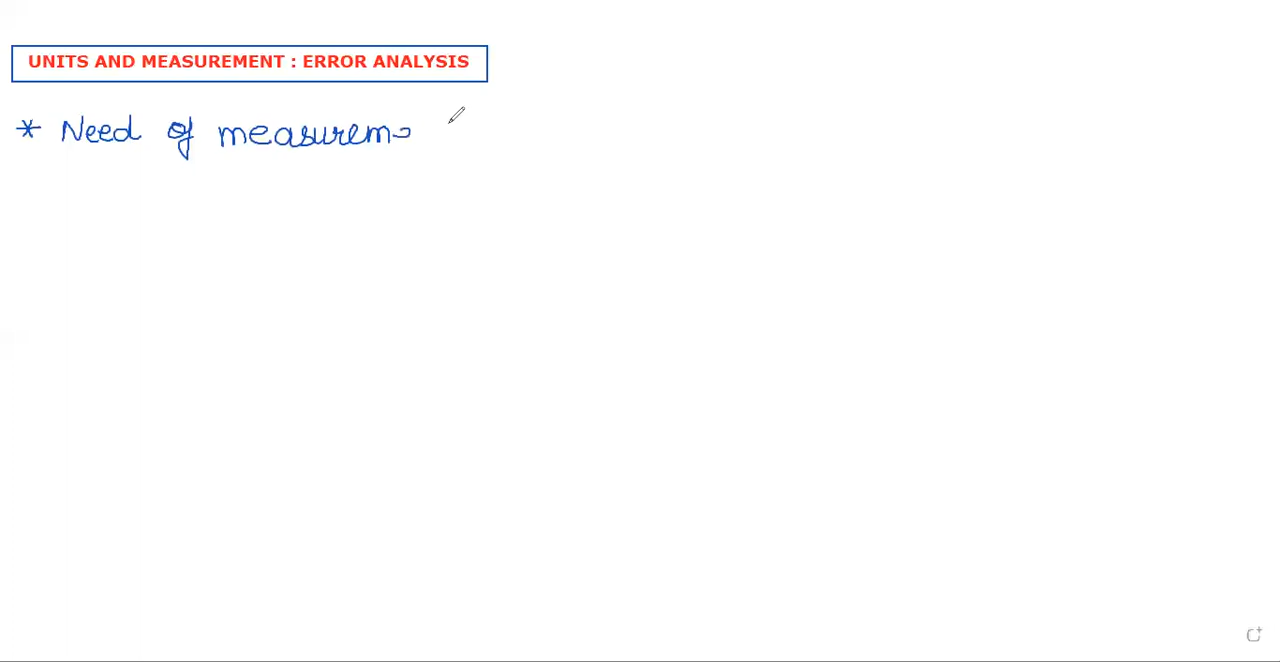 UNITS AND MEASUREMENT : ERROR ANALYSIS
* Need of measurem